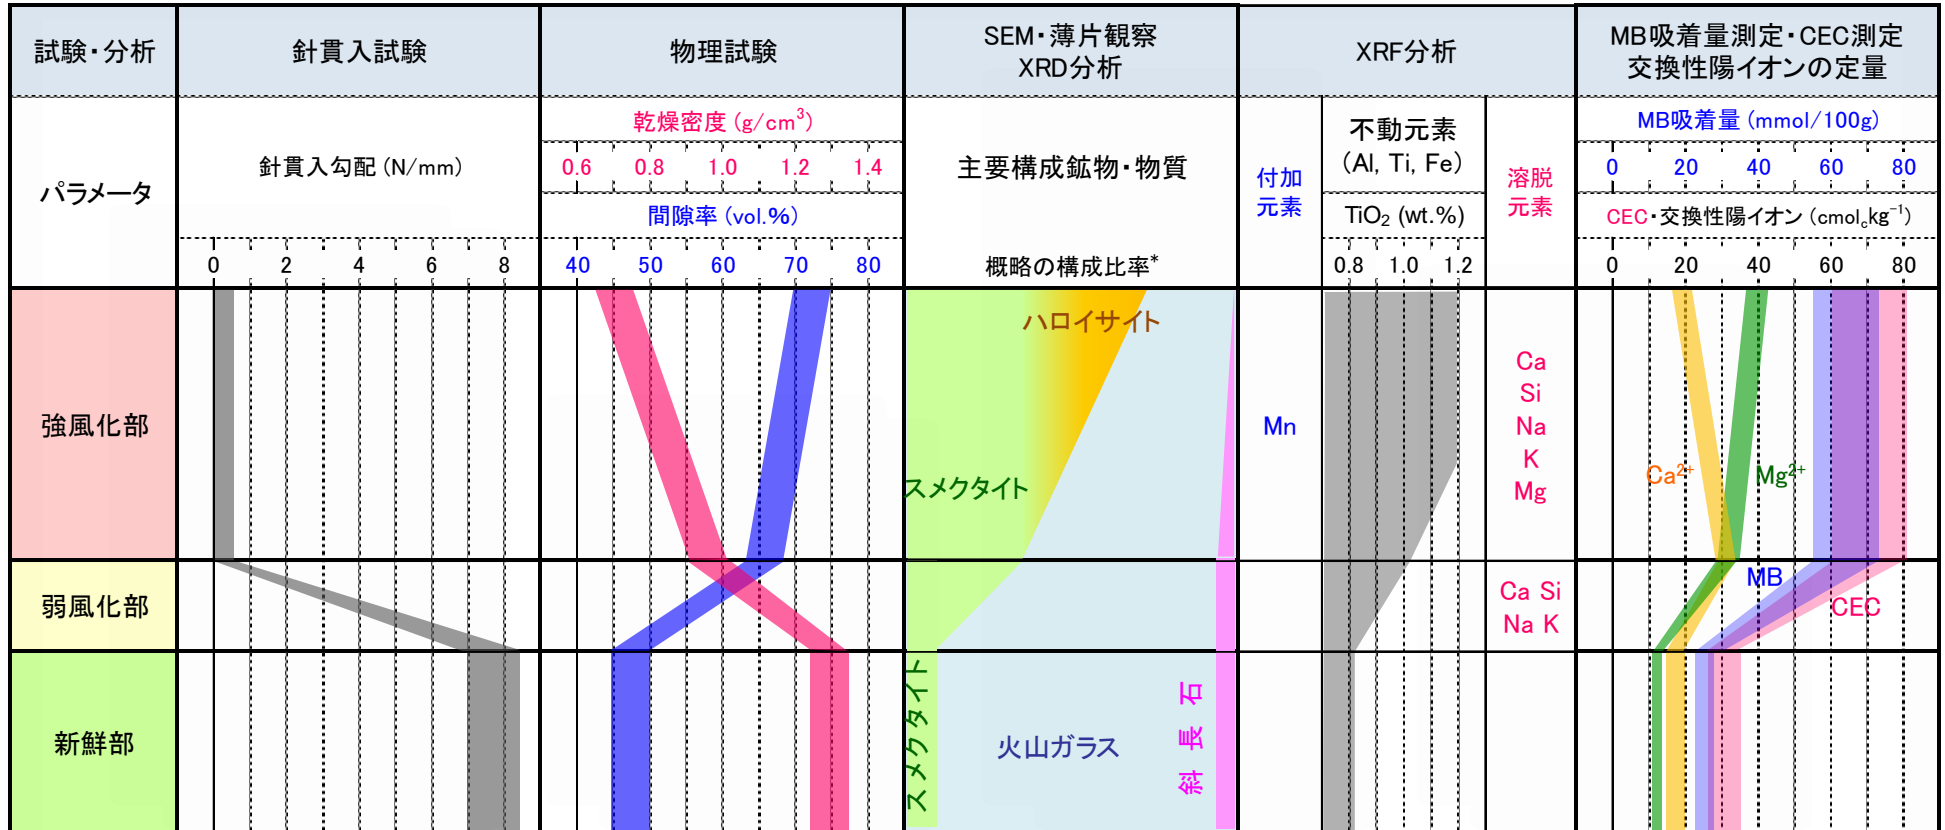 試験・分析
針貫入試験
物理試験
SEM・薄片観察
XRD分析
XRF分析
MB吸着量測定・CEC測定
交換性陽イオンの定量
パラメータ
針貫入勾配 (N/mm)
0 2 4 6 8
乾燥密度 (g/cm³)
0.6 0.8 1.0 1.2 1.4
間隙率 (vol.%)
40 50 60 70 80
主要構成鉱物・物質
概略の構成比率*
付加
元素
不動元素
(Al, Ti, Fe)
TiO₂ (wt.%)
0.8 1.0 1.2
溶脱
元素
MB吸着量 (mmol/100g)
0 20 40 60 80
CEC・交換性陽イオン (cmol꜀kg⁻¹)
0 20 40 60 80
強風化部
ハロイサイト
スメクタイト
Mn
Ca
Si
Na
K
Mg
Ca²⁺
Mg²⁺
弱風化部
Ca Si
Na K
MB
CEC
新鮮部
スメクタイト
火山ガラス
斜長石